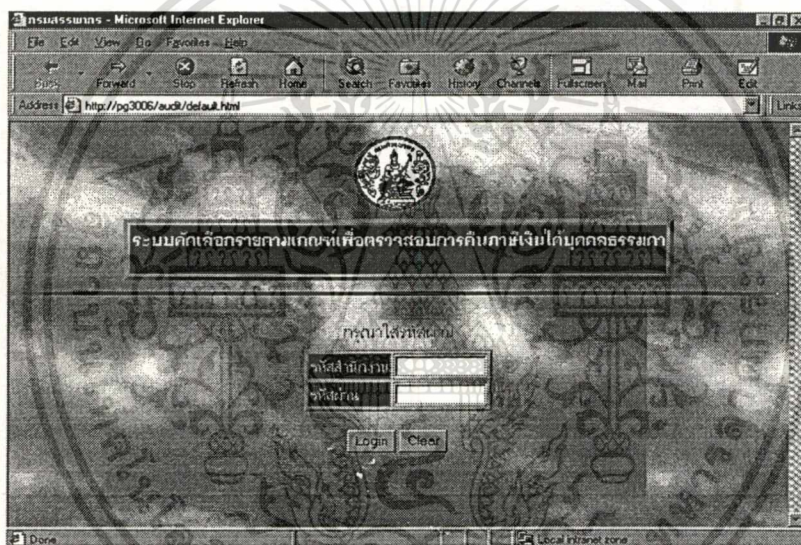 กรมสรรพากร - Microsoft Internet Explorer
File Edit View Go Favorites Help
Back Forward Stop Refresh Home Search Favorites History Channels Fullscreen Mail Print Edit
Address http://pg3006/audit/default.html Links
ระบบคัดเลือกรายตามเกณฑ์เพื่อตรวจสอบการคืนภาษีเงินได้บุคคลธรรมดา
กรุณาใส่รหัสผ่าน
รหัสสำนักงาน
รหัสผ่าน
Login Clear
Done Local intranet zone